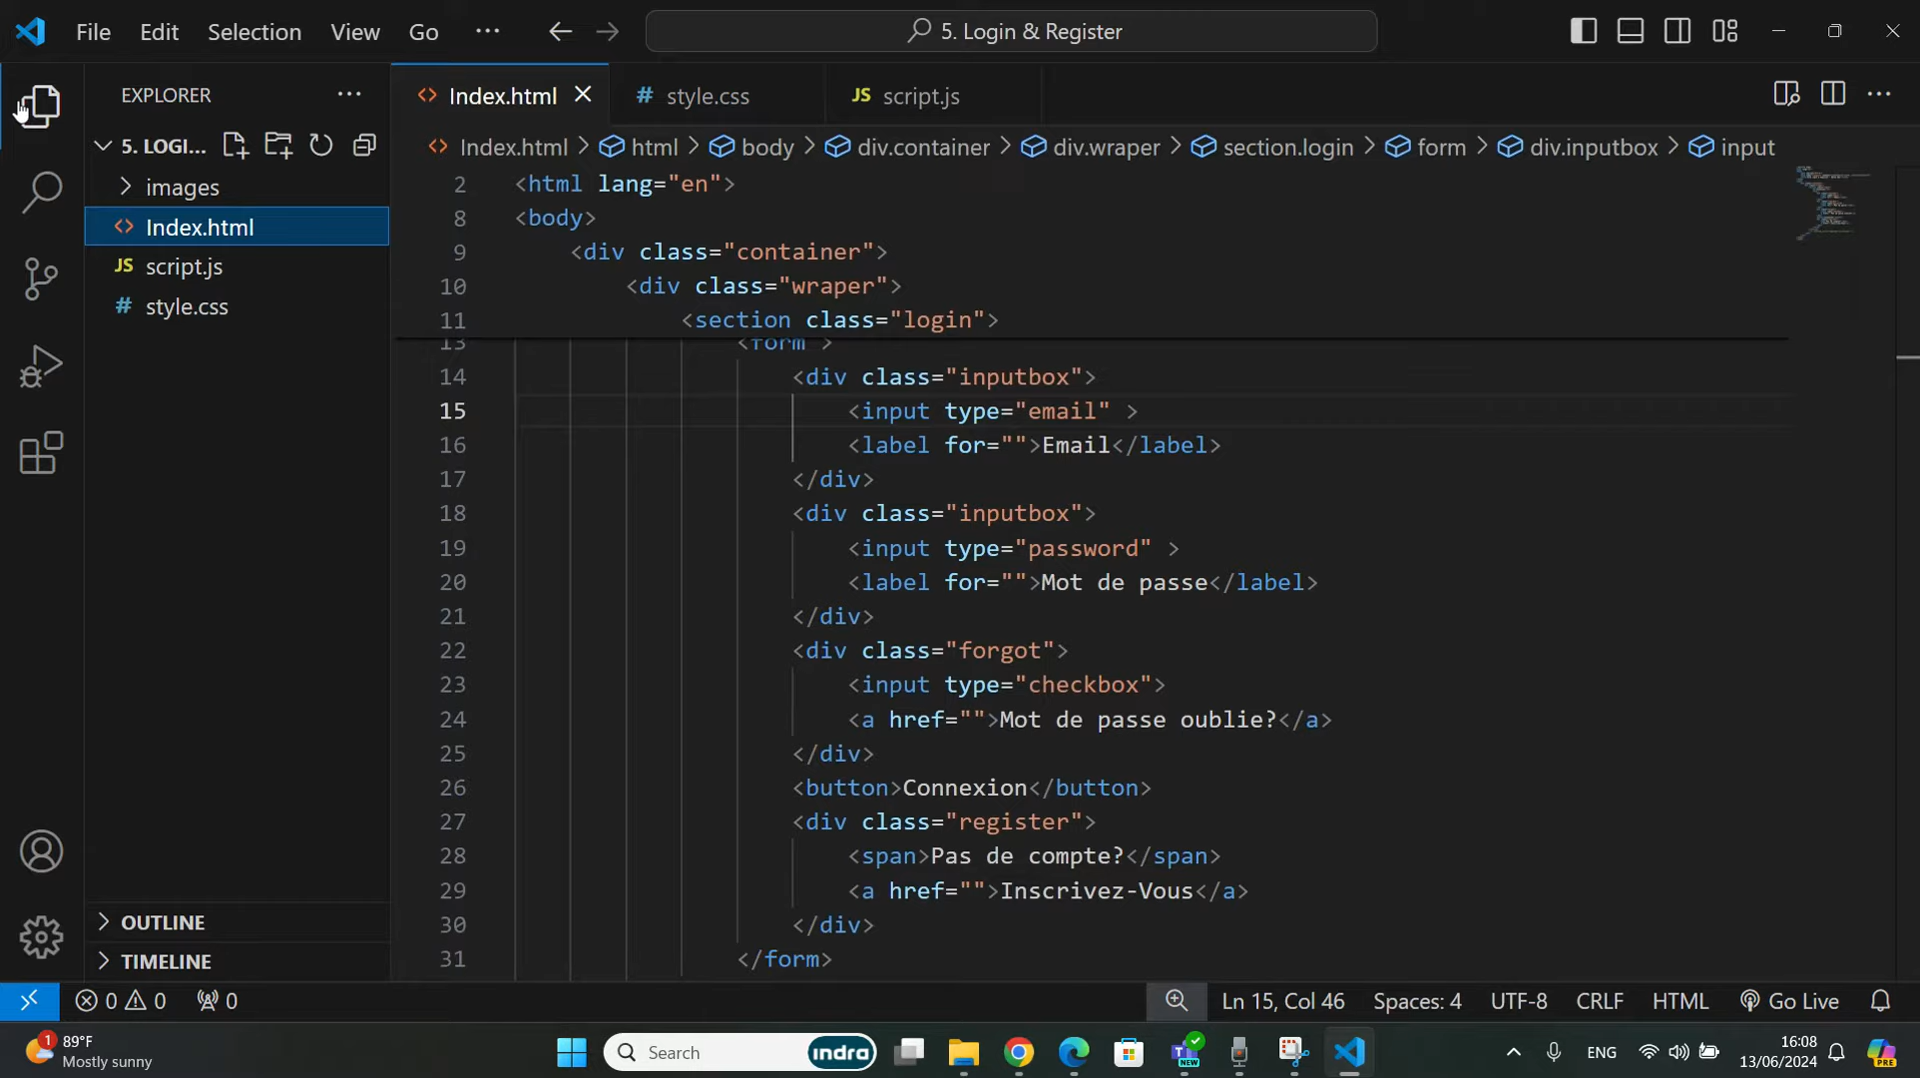 File Edit Selection View Go ··· 5. Login & Register
EXPLORER ···
Index.html
# style.css
JS script.js
5. LOGI...
Index.html > html > body > div.container > div.wraper > section.login > form > div.inputbox > input
images
Index.html
JS script.js
# style.css
2 <html lang="en">
8 <body>
9 <div class="container">
10 <div class="wraper">
11 <section class="login">
13 <form >
14 <div class="inputbox">
15 <input type="email" >
16 <label for="">Email</label>
17 </div>
18 <div class="inputbox">
19 <input type="password" >
20 <label for="">Mot de passe</label>
21 </div>
22 <div class="forgot">
23 <input type="checkbox">
24 <a href="">Mot de passe oublie?</a>
25 </div>
26 <button>Connexion</button>
27 <div class="register">
28 <span>Pas de compte?</span>
29 <a href="">Inscrivez-Vous</a>
30 </div>
31 </form>
OUTLINE
TIMELINE
0 0 0 Ln 15, Col 46 Spaces: 4 UTF-8 CRLF HTML Go Live
1 89°F
Mostly sunny
Search indra
NEW
ENG
16:08
13/06/2024
PRE